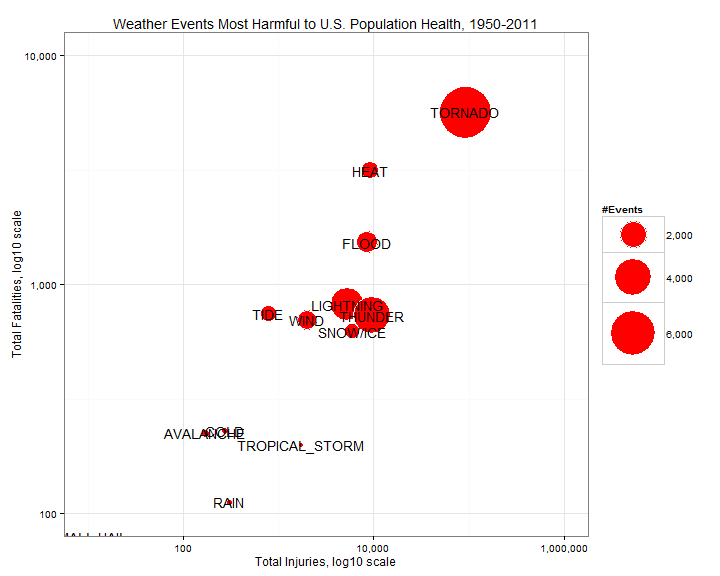 Weather Events Most Harmful to U.S. Population Health, 1950-2011
10,000
TORNADO
HEAT
#Events
2,000
FLOOD
4,000
1,000
LIGHTNING
TIDE
THUNDER
WIND
SNOW/ICE
6,000
Total Fatalities, log10 scale
COLD
AVALANCHE
TROPICAL_STORM
RAIN
100
100
10,000
1,000,000
Total Injuries, log10 scale